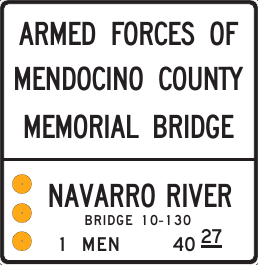 ARMED FORCES OF
MENDOCINO COUNTY
MEMORIAL BRIDGE
NAVARRO RIVER
BRIDGE 10-130
1 MEN 40 27